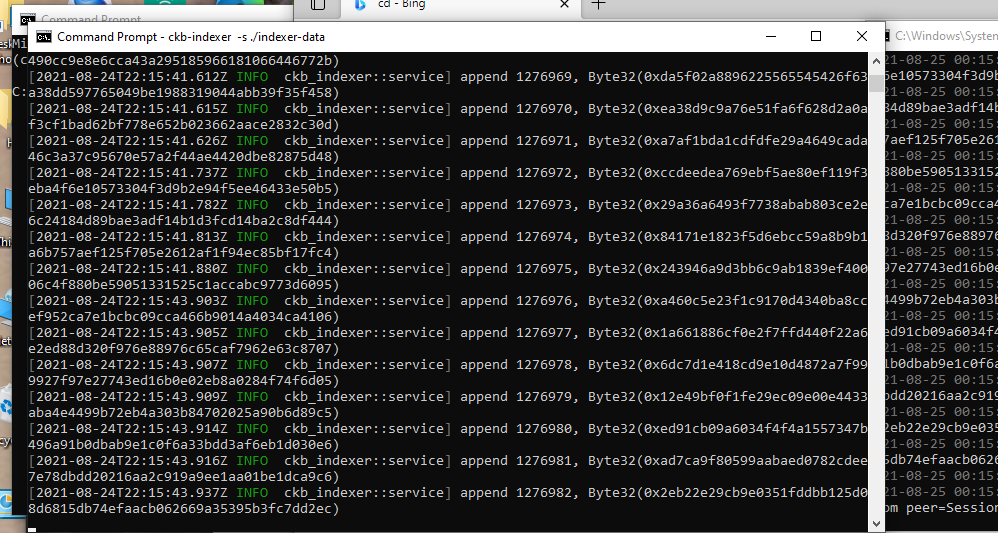 Command Prompt
cd - Bing
Command Prompt - ckb-indexer -s ./indexer-data
C:\Windows\System
(c490cc9e8e6cca43a295185966181066446772b)
[2021-08-24T22:15:41.612Z INFO ckb_indexer::service] append 1276969, Byte32(0xda5f02a8896225565545426f63
a38dd597765049be1988319044abb39f35f458)
[2021-08-24T22:15:41.615Z INFO ckb_indexer::service] append 1276970, Byte32(0xea38d9c9a76e51fa6f628d2a0a
f3cf1bad62bf778e652b023662aace2832c30d)
[2021-08-24T22:15:41.626Z INFO ckb_indexer::service] append 1276971, Byte32(0xa7af1bda1cdfdfe29a4649cada
46c3a37c95670e57a2f44ae4420dbe82875d48)
[2021-08-24T22:15:41.737Z INFO ckb_indexer::service] append 1276972, Byte32(0xccdeedea769ebf5ae80ef119f3
eba4f6e10573304f3d9b2e94f5ee46433e50b5)
[2021-08-24T22:15:41.782Z INFO ckb_indexer::service] append 1276973, Byte32(0x29a36a6493f7738abab803ce2e
6c24184d89bae3adf14b1d3fcd14ba2c8df444)
[2021-08-24T22:15:41.813Z INFO ckb_indexer::service] append 1276974, Byte32(0x84171e1823f5d6ebcc59a8b9b1
a6b757aef125f705e2612af1f94ec85bf17fc4)
[2021-08-24T22:15:41.880Z INFO ckb_indexer::service] append 1276975, Byte32(0x243946a9d3bb6c9ab1839ef400
06c4f880be59051331525c1accabc9773d6095)
[2021-08-24T22:15:43.903Z INFO ckb_indexer::service] append 1276976, Byte32(0xa460c5e23f1c9170d4340ba8cc
ef952ca7e1bcbc09cca466b9014a4034ca4106)
[2021-08-24T22:15:43.905Z INFO ckb_indexer::service] append 1276977, Byte32(0x1a661886cf0e2f7ffd440f22a6
e2ed88d320f976e88976c65caf7962e63c8707)
[2021-08-24T22:15:43.907Z INFO ckb_indexer::service] append 1276978, Byte32(0x6dc7d1e418cd9e10d4872a7f99
9927f97e27743ed16b0e02eb8a0284f74f6d05)
[2021-08-24T22:15:43.909Z INFO ckb_indexer::service] append 1276979, Byte32(0x12e49bf0f1fe29ec09e00e4433
aba4e4499b72eb4a303b84702025a90b6d89c5)
[2021-08-24T22:15:43.914Z INFO ckb_indexer::service] append 1276980, Byte32(0xed91cb09a6034f4f4a1557347b
496a91b0dbab9e1c0f6a33bdd3af6eb1d030e6)
[2021-08-24T22:15:43.916Z INFO ckb_indexer::service] append 1276981, Byte32(0xad7ca9f80599aabaed0782cdee
7e78dbdd20216aa2c919a9ee1aa01be1dca9c6)
[2021-08-24T22:15:43.937Z INFO ckb_indexer::service] append 1276982, Byte32(0x2eb22e29cb9e0351fddbb125d0
8d6815db74efaacb062669a35395b3fc7dd2ec)
om peer=Session